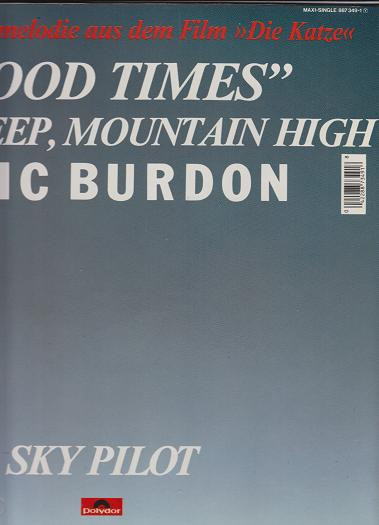 MAXI-SINGLE 887 349-1
melodie aus dem Film »Die Katze«
OOD TIMES”
EEP, MOUNTAIN HIGH
IC BURDON
SKY PILOT
polydor